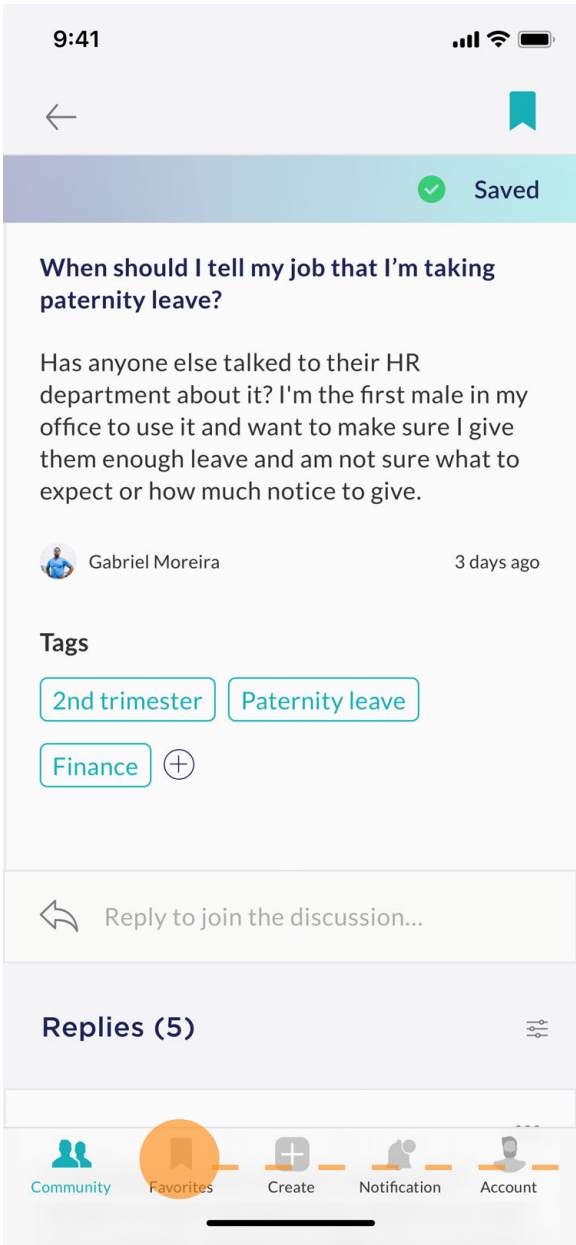 9:41
Saved
When should I tell my job that I’m taking
paternity leave?
Has anyone else talked to their HR
department about it? I'm the first male in my
office to use it and want to make sure I give
them enough leave and am not sure what to
expect or how much notice to give.
Gabriel Moreira 3 days ago
Tags
2nd trimester Paternity leave
Finance
Reply to join the discussion...
Replies (5)
Community Favorites Create Notification Account